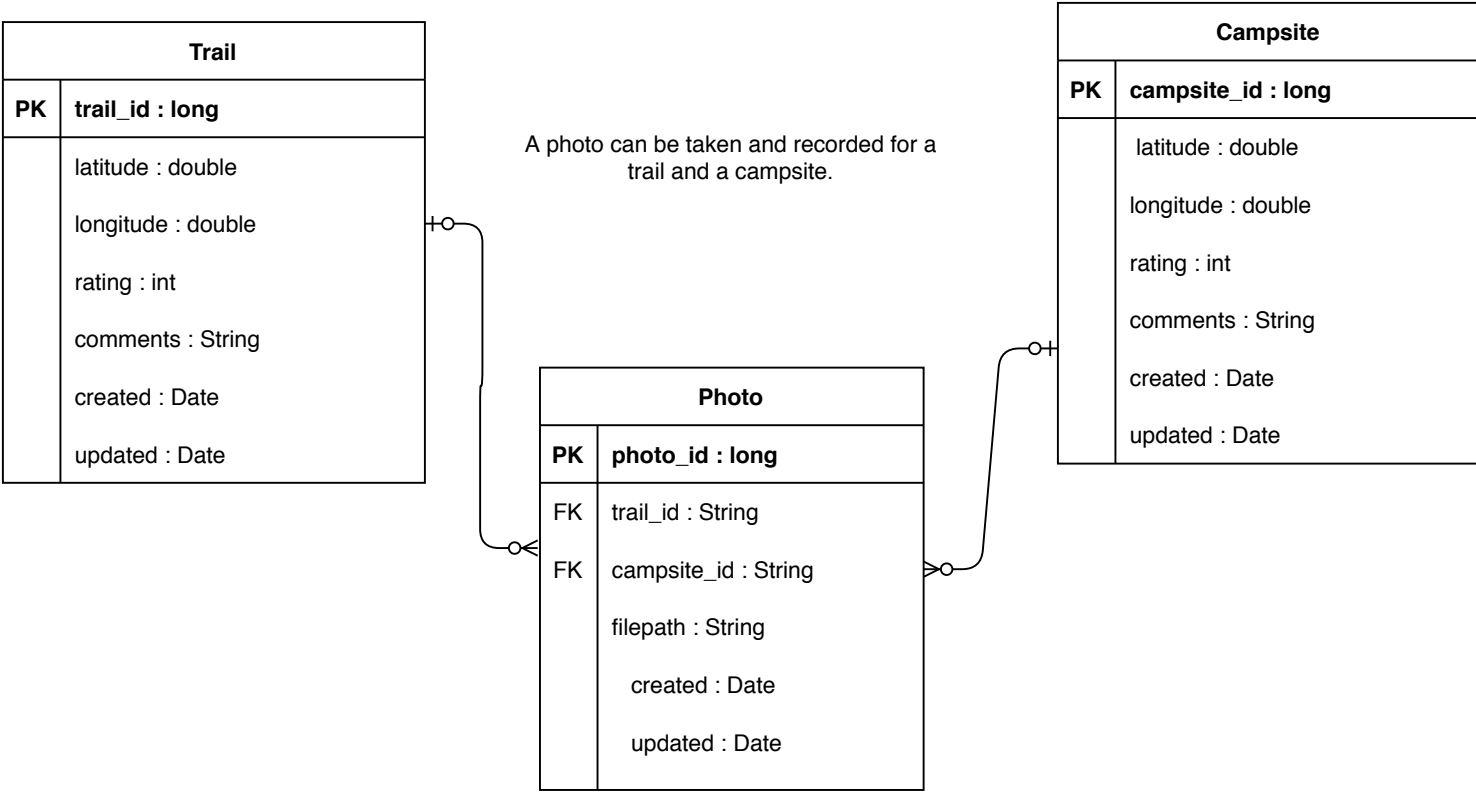 Trail
PK trail_id : long
latitude : double
longitude : double
rating : int
comments : String
created : Date
updated : Date
A photo can be taken and recorded for a
trail and a campsite.
Campsite
PK campsite_id : long
latitude : double
longitude : double
rating : int
comments : String
created : Date
updated : Date
Photo
PK photo_id : long
FK trail_id : String
FK campsite_id : String
filepath : String
created : Date
updated : Date